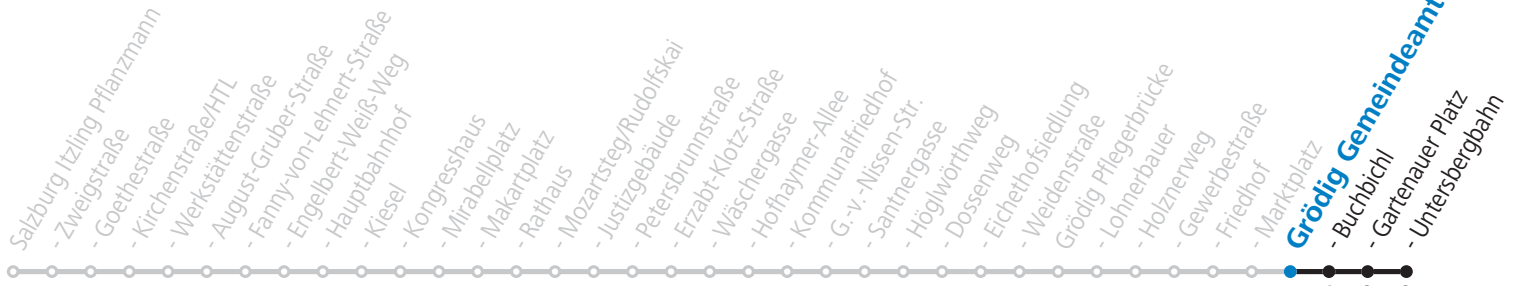 Salzburg Itzling Pflanzmann
- Zweigstraße
- Goethestraße
- Kirchenstraße/HTL
- Werkstättenstraße
- August-Gruber-Straße
- Fanny-von-Lehnert-Straße
- Engelbert-Weiß-Weg
- Hauptbahnhof
- Kiesel
- Kongresshaus
- Mirabellplatz
- Makartplatz
- Rathaus
- Mozartsteg/Rudolfskai
- Justizgebäude
- Petersbrunnstraße
- Erzabt-Klotz-Straße
- Wäschergasse
- Hofhaymer-Allee
- Kommunalfriedhof
- G.-v.-Nissen-Str.
- Santnergasse
- Höglwörthweg
- Dossenweg
- Eichethofsiedlung
- Weidenstraße
Grödig Pflegerbrücke
- Lohnerbauer
- Holznerweg
- Gewerbestraße
- Friedhof
- Marktplatz
Grödig Gemeindeamt
- Buchbichl
- Gartenauer Platz
- Untersbergbahn